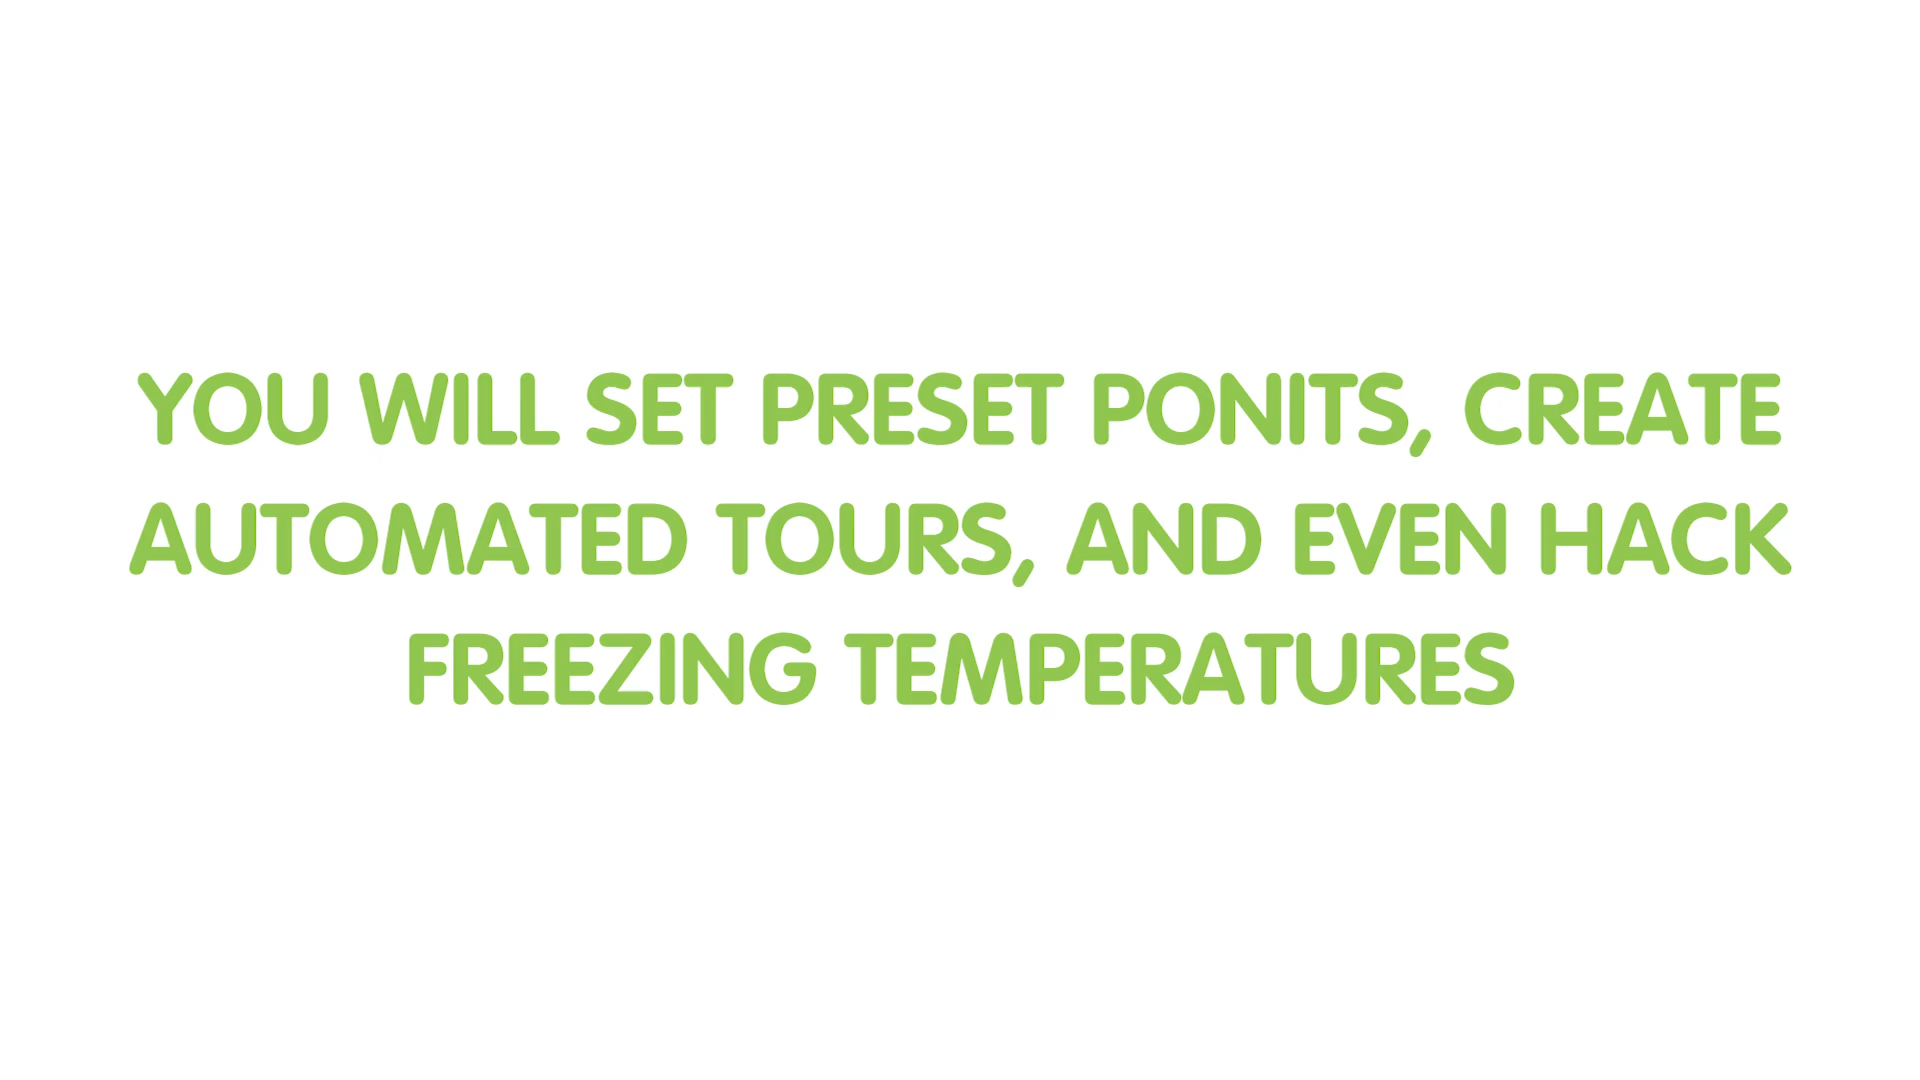 YOU WILL SET PRESET PONITS, CREATE
AUTOMATED TOURS, AND EVEN HACK
FREEZING TEMPERATURES